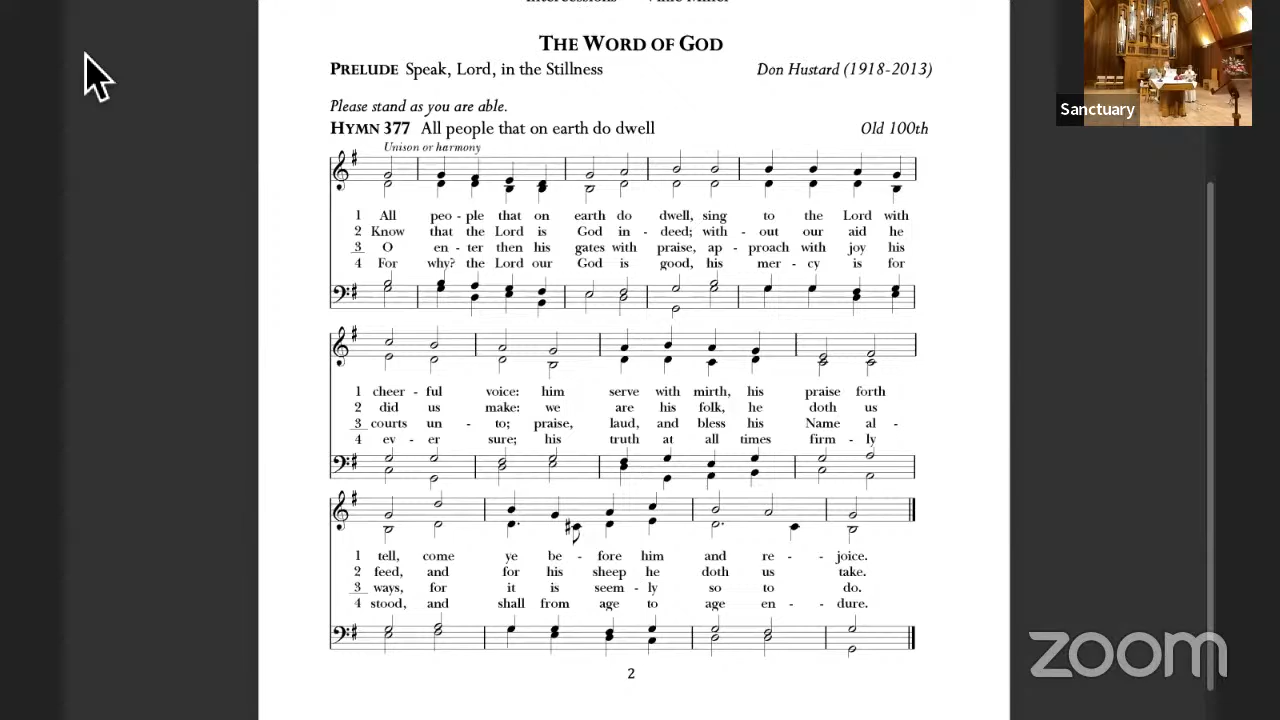 THE WORD OF GOD
PRELUDE Speak, Lord, in the Stillness Don Hustard (1918-2013)
Please stand as you are able.
HYMN 377 All people that on earth do dwell Old 100th
Unison or harmony
1 All peo - ple that on earth do dwell, sing to the Lord with
2 Know that the Lord is God in - deed; with - out our aid he
3 O en - ter then his gates with praise, ap - proach with joy his
4 For why? the Lord our God is good, his mer - cy is for
1 cheer - ful voice: him serve with mirth, his praise forth
2 did us make: we are his folk, he doth us
3 courts un - to; praise, laud, and bless his Name al -
4 ev - er sure; his truth at all times firm - ly
1 tell, come ye be - fore him and re - - joice.
2 feed, and for his sheep he doth us take.
3 ways, for it is seem - ly so to do.
4 stood, and shall from age to age en - - dure.
2
Sanctuary
zoom